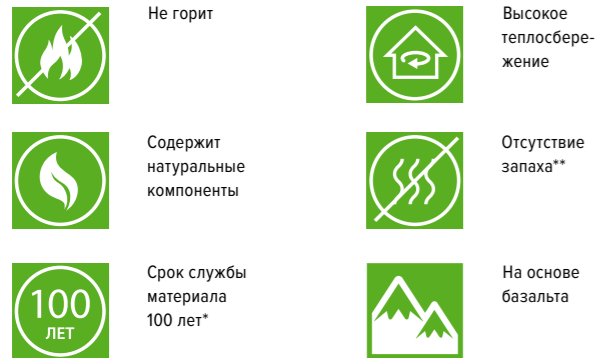 Не горит
Высокое
теплосбере-
жение
Содержит
натуральные
компоненты
Отсутствие
запаха**
100
ЛЕТ
Срок службы
материала
100 лет*
На основе
базальта